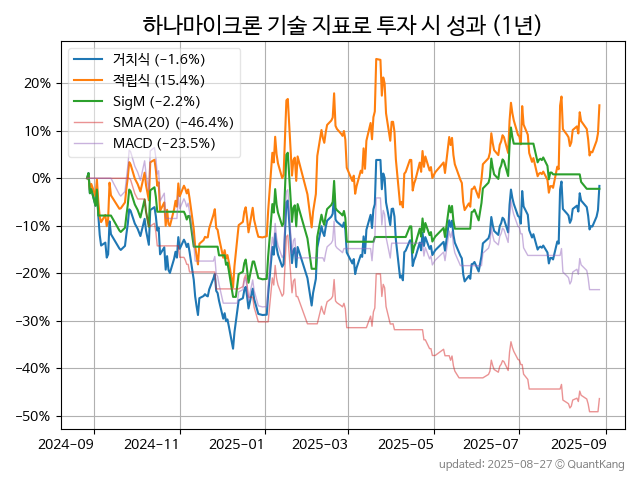 하나마이크론 기술 지표로 투자 시 성과 (1년)
거치식 (−1.6%)
적립식 (15.4%)
SigM (−2.2%)
SMA(20) (−46.4%)
MACD (−23.5%)
20%
10%
0%
−10%
−20%
−30%
−40%
−50%
2024-09 2024-11 2025-01 2025-03 2025-05 2025-07 2025-09
updated: 2025-08-27 © QuantKang